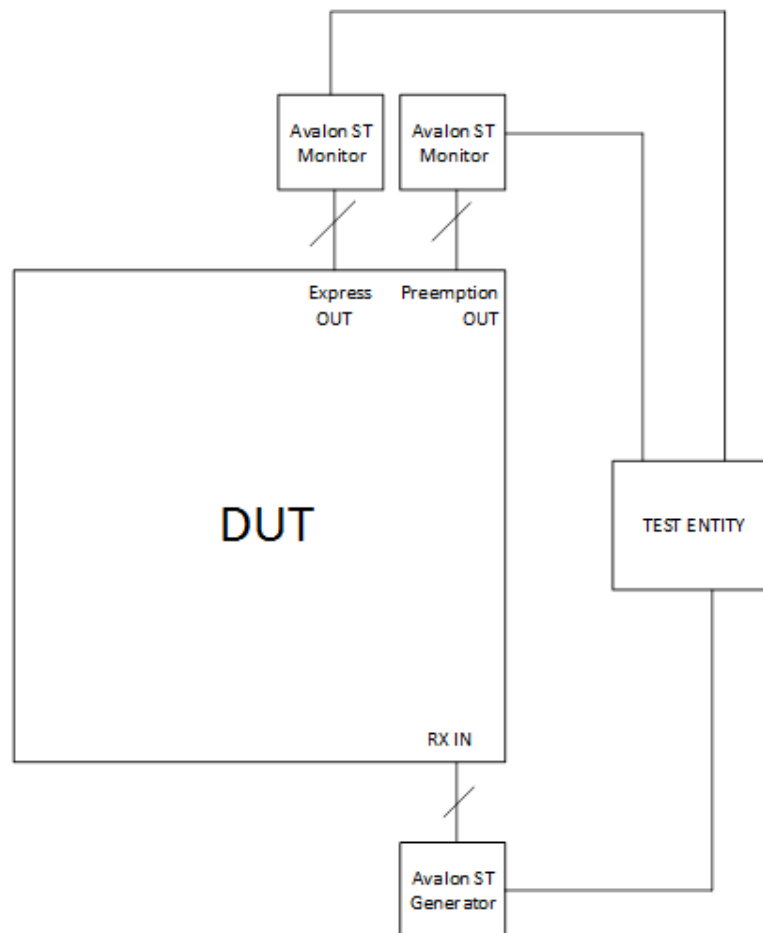 Avalon ST
Monitor
Avalon ST
Monitor
Express
OUT
Preemption
OUT
DUT
TEST ENTITY
RX IN
Avalon ST
Generator